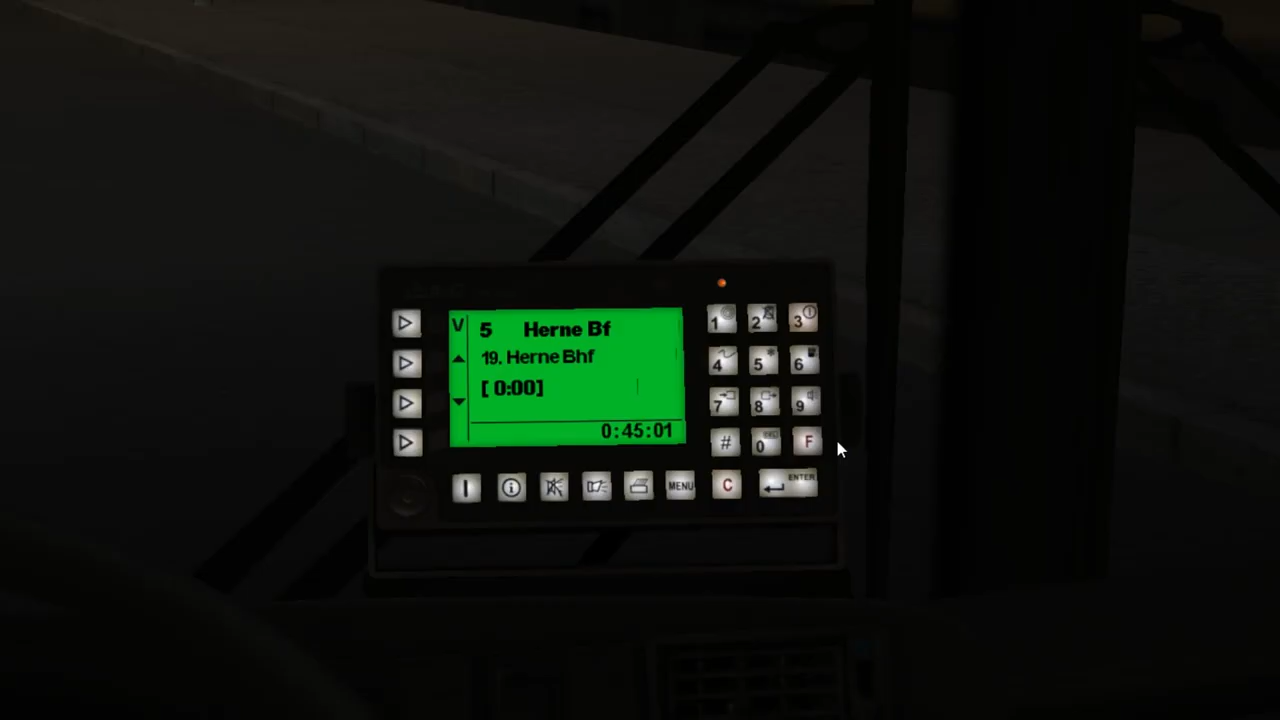 V 5 Herne Bf
19. Herne Bhf
[ 0:00]
0:45:01
1 2 3
4 5 6
7 8 9
# 0 F
MENU C ENTER